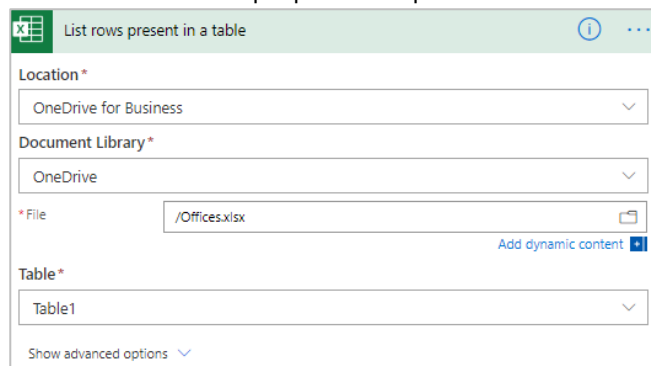 List rows present in a table
Location *
OneDrive for Business
Document Library *
OneDrive
* File /Offices.xlsx
Add dynamic content
Table *
Table1
Show advanced options